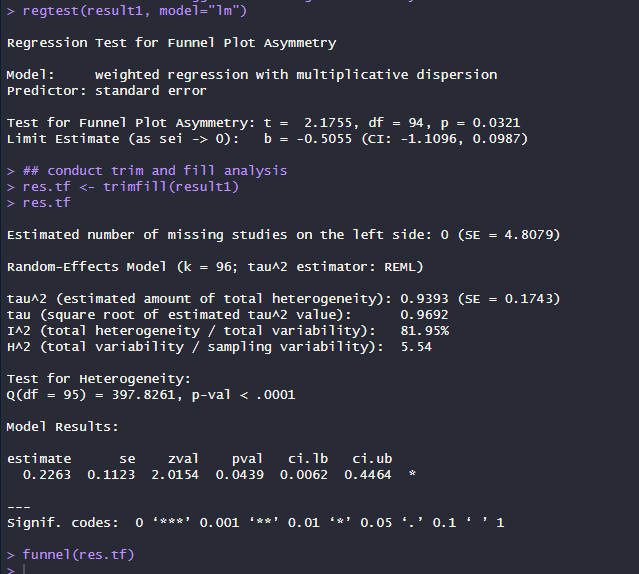 > regtest(result1, model="lm")
Regression Test for Funnel Plot Asymmetry
Model:     weighted regression with multiplicative dispersion
Predictor: standard error
Test for Funnel Plot Asymmetry: t =  2.1755, df = 94, p = 0.0321
Limit Estimate (as sei -> 0):   b = -0.5055 (CI: -1.1096, 0.0987)
> ## conduct trim and fill analysis
> res.tf <- trimfill(result1)
> res.tf
Estimated number of missing studies on the left side: 0 (SE = 4.8079)
Random-Effects Model (k = 96; tau^2 estimator: REML)
tau^2 (estimated amount of total heterogeneity): 0.9393 (SE = 0.1743)
tau (square root of estimated tau^2 value):      0.9692
I^2 (total heterogeneity / total variability):   81.95%
H^2 (total variability / sampling variability):  5.54
Test for Heterogeneity:
Q(df = 95) = 397.8261, p-val < .0001
Model Results:
estimate      se    zval    pval   ci.lb   ci.ub
  0.2263  0.1123  2.0154  0.0439  0.0062  0.4464  *
---
Signif. codes:  0 ‘***’ 0.001 ‘**’ 0.01 ‘*’ 0.05 ‘.’ 0.1 ‘ ’ 1
> funnel(res.tf)
>